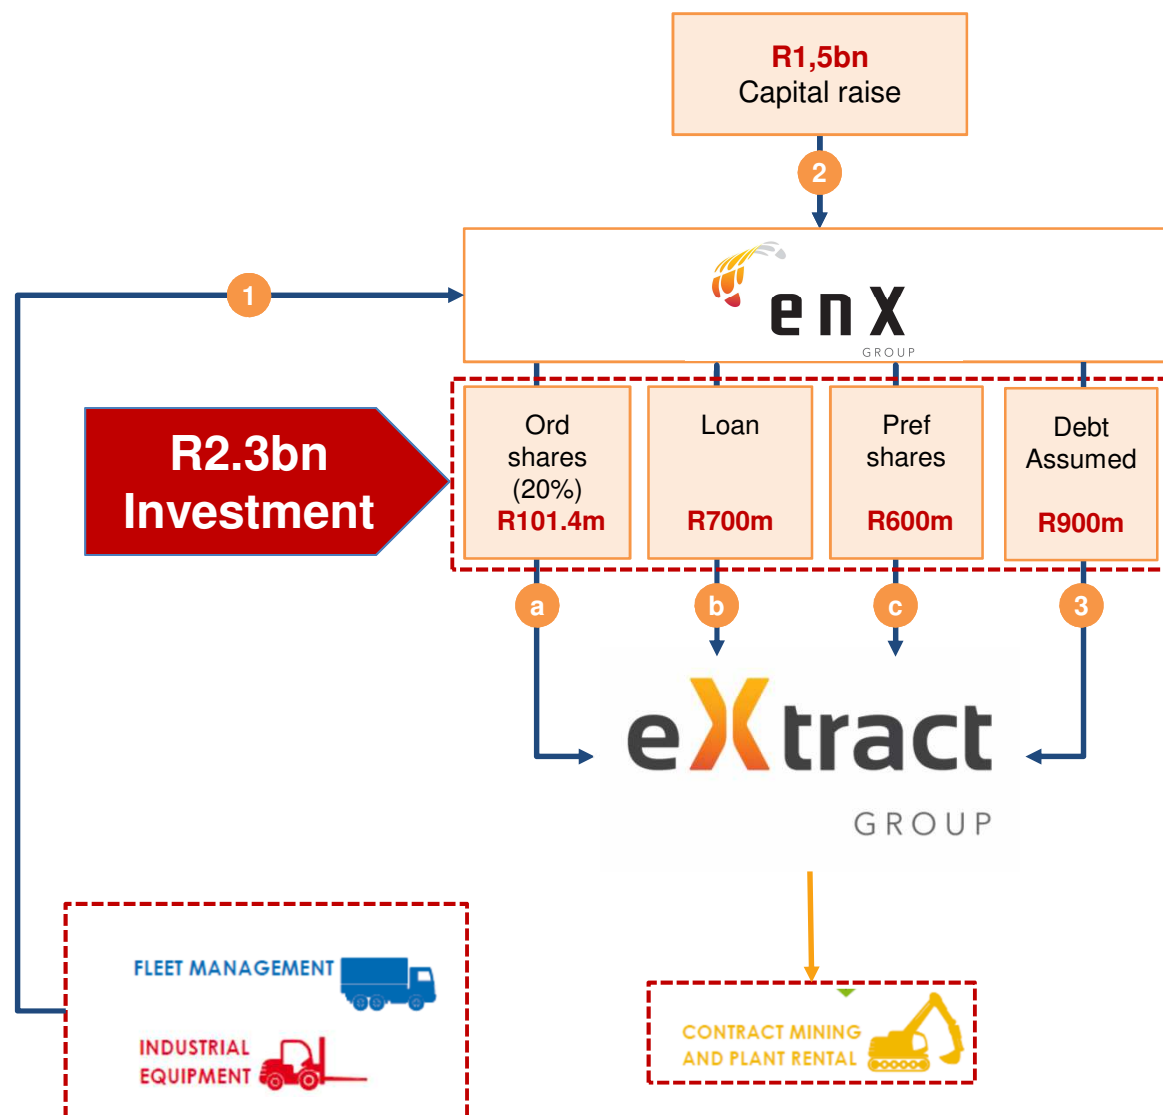 R1,5bn
Capital raise
2
1
enX
GROUP
R2.3bn
Investment
Ord
shares
(20%)
R101.4m
Loan
R700m
Pref
shares
R600m
Debt
Assumed
R900m
a
b
c
3
eXtract
GROUP
FLEET MANAGEMENT
INDUSTRIAL
EQUIPMENT
CONTRACT MINING
AND PLANT RENTAL